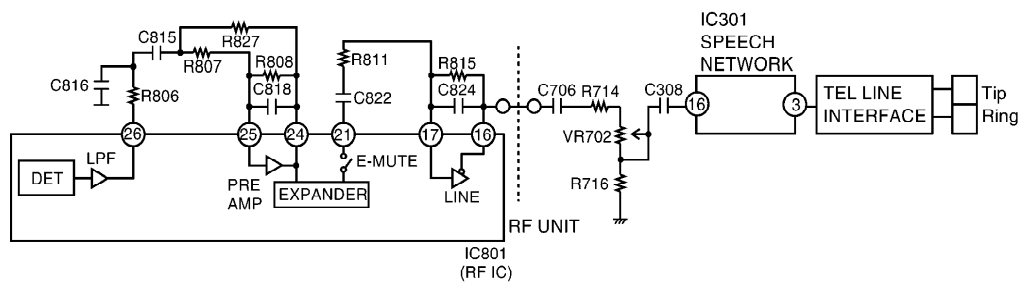 IC301
SPEECH
NETWORK
C815
R827
R807
R808
C818
C816
R806
R811
C822
R815
C824
C706
R714
C308
VR702
R716
16
3
TEL LINE
INTERFACE
Tip
Ring
26
25
24
21
17
16
DET
LPF
PRE
AMP
EXPANDER
E-MUTE
LINE
RF UNIT
IC801
(RF IC)